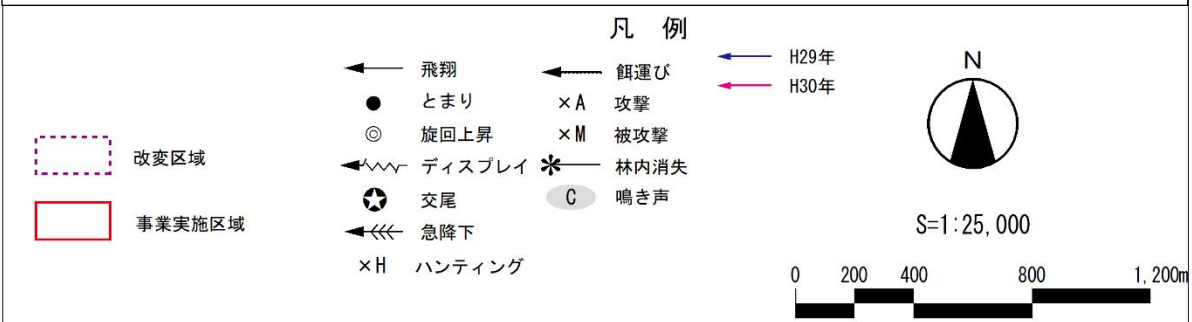 凡 例
改変区域
事業実施区域
飛翔
とまり
旋回上昇
ディスプレイ
交尾
急降下
×H ハンティング
餌運び
×A 攻撃
×M 被攻撃
林内消失
C 鳴き声
H29年
H30年
N
S=1:25,000
0 200 400 800 1,200m